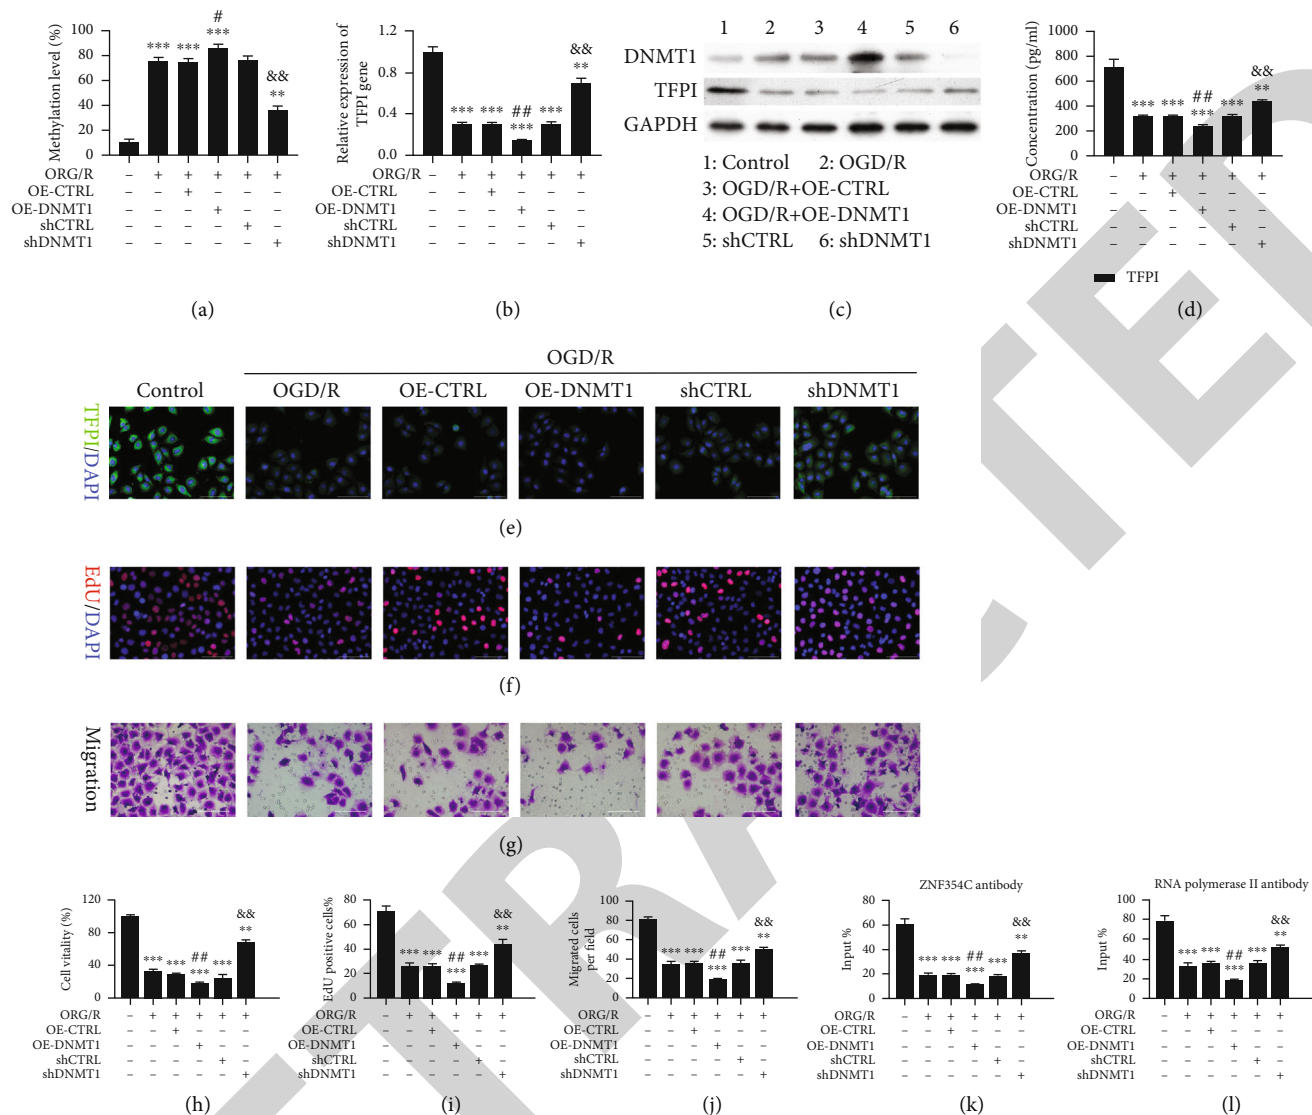 Methylation level (%)
100
80
60
40
20
0
***
***
#
***
***
&&
**
ORG/R – + + + + +
OE-CTRL – – + – – –
OE-DNMT1 – – – + – –
shCTRL – – – – + –
shDNMT1 – – – – – +
(a)
Relative expression of
TFPI gene
1.2
0.8
0.4
0.0
***
***
##
***
***
&&
**
ORG/R – + + + + +
OE-CTRL – – + – – –
OE-DNMT1 – – – + – –
shCTRL – – – – + –
shDNMT1 – – – – – +
(b)
1 2 3 4 5 6
DNMT1
TFPI
GAPDH
1: Control 2: OGD/R
3: OGD/R+OE-CTRL
4: OGD/R+OE-DNMT1
5: shCTRL 6: shDNMT1
(c)
Concentration (pg/ml)
1000
800
600
400
200
0
***
***
##
***
***
&&
**
ORG/R – + + + + +
OE-CTRL – – + – – –
OE-DNMT1 – – – + – –
shCTRL – – – – + –
shDNMT1 – – – – – +
TFPI
(d)
OGD/R
Control OGD/R OE-CTRL OE-DNMT1 shCTRL shDNMT1
TFPI/DAPI
(e)
EdU/DAPI
(f)
Migration
(g)
Cell vitality (%)
120
80
40
0
***
***
##
***
***
&&
**
ORG/R – + + + + +
OE-CTRL – – + – – –
OE-DNMT1 – – – + – –
shCTRL – – – – + –
shDNMT1 – – – – – +
(h)
EdU positive cells%
80
60
40
20
0
***
***
##
***
***
&&
**
ORG/R – + + + + +
OE-CTRL – – + – – –
OE-DNMT1 – – – + – –
shCTRL – – – – + –
shDNMT1 – – – – – +
(i)
Migrated cells
per field
100
80
60
40
20
0
***
***
##
***
***
&&
**
ORG/R – + + + + +
OE-CTRL – – + – – –
OE-DNMT1 – – – + – –
shCTRL – – – – + –
shDNMT1 – – – – – +
(j)
ZNF354C antibody
Input %
80
60
40
20
0
***
***
##
***
***
&&
**
ORG/R – + + + + +
OE-CTRL – – + – – –
OE-DNMT1 – – – + – –
shCTRL – – – – + –
shDNMT1 – – – – – +
(k)
RNA polymerase II antibody
Input %
100
80
60
40
20
0
***
***
##
***
***
&&
**
ORG/R – + + + + +
OE-CTRL – – + – – –
OE-DNMT1 – – – + – –
shCTRL – – – – + –
shDNMT1 – – – – – +
(l)